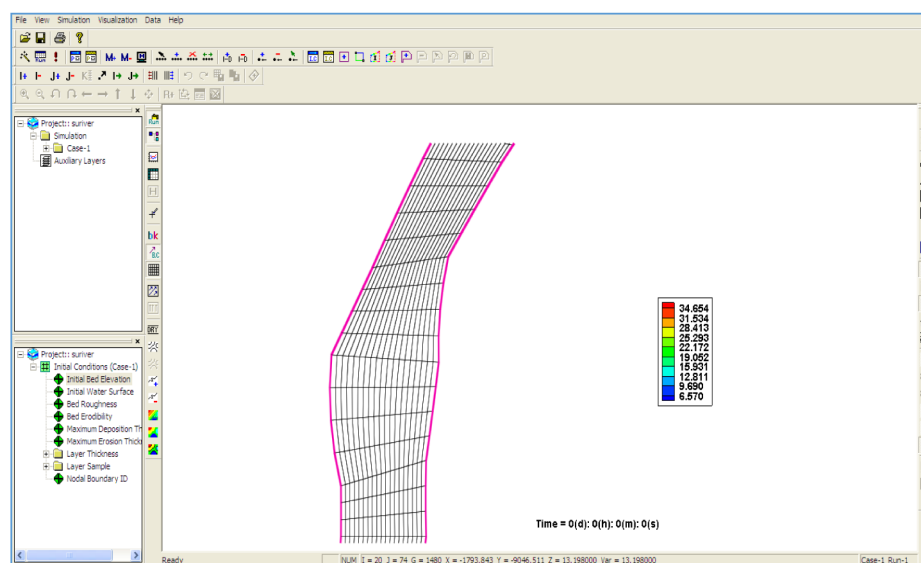 File View Simulation Visualization Data Help
Project:: suriver
Simulation
Case-1
Auxiliary Layers
Project:: suriver
Initial Conditions (Case-1)
Initial Bed Elevation
Initial Water Surface
Bed Roughness
Bed Erodibility
Maximum Deposition Th
Maximum Erosion Thick
Layer Thickness
Layer Sample
Nodal Boundary ID
Run
bk
B.C
DRY
34.654
31.534
28.413
25.293
22.172
19.052
15.931
12.811
9.690
6.570
Time = 0(d): 0(h): 0(m): 0(s)
Ready
NUM I = 20 J = 74 G = 1480 X = -1793.843 Y = -9046.511 Z = 13.198000 Var = 13.198000
Case-1 Run-1